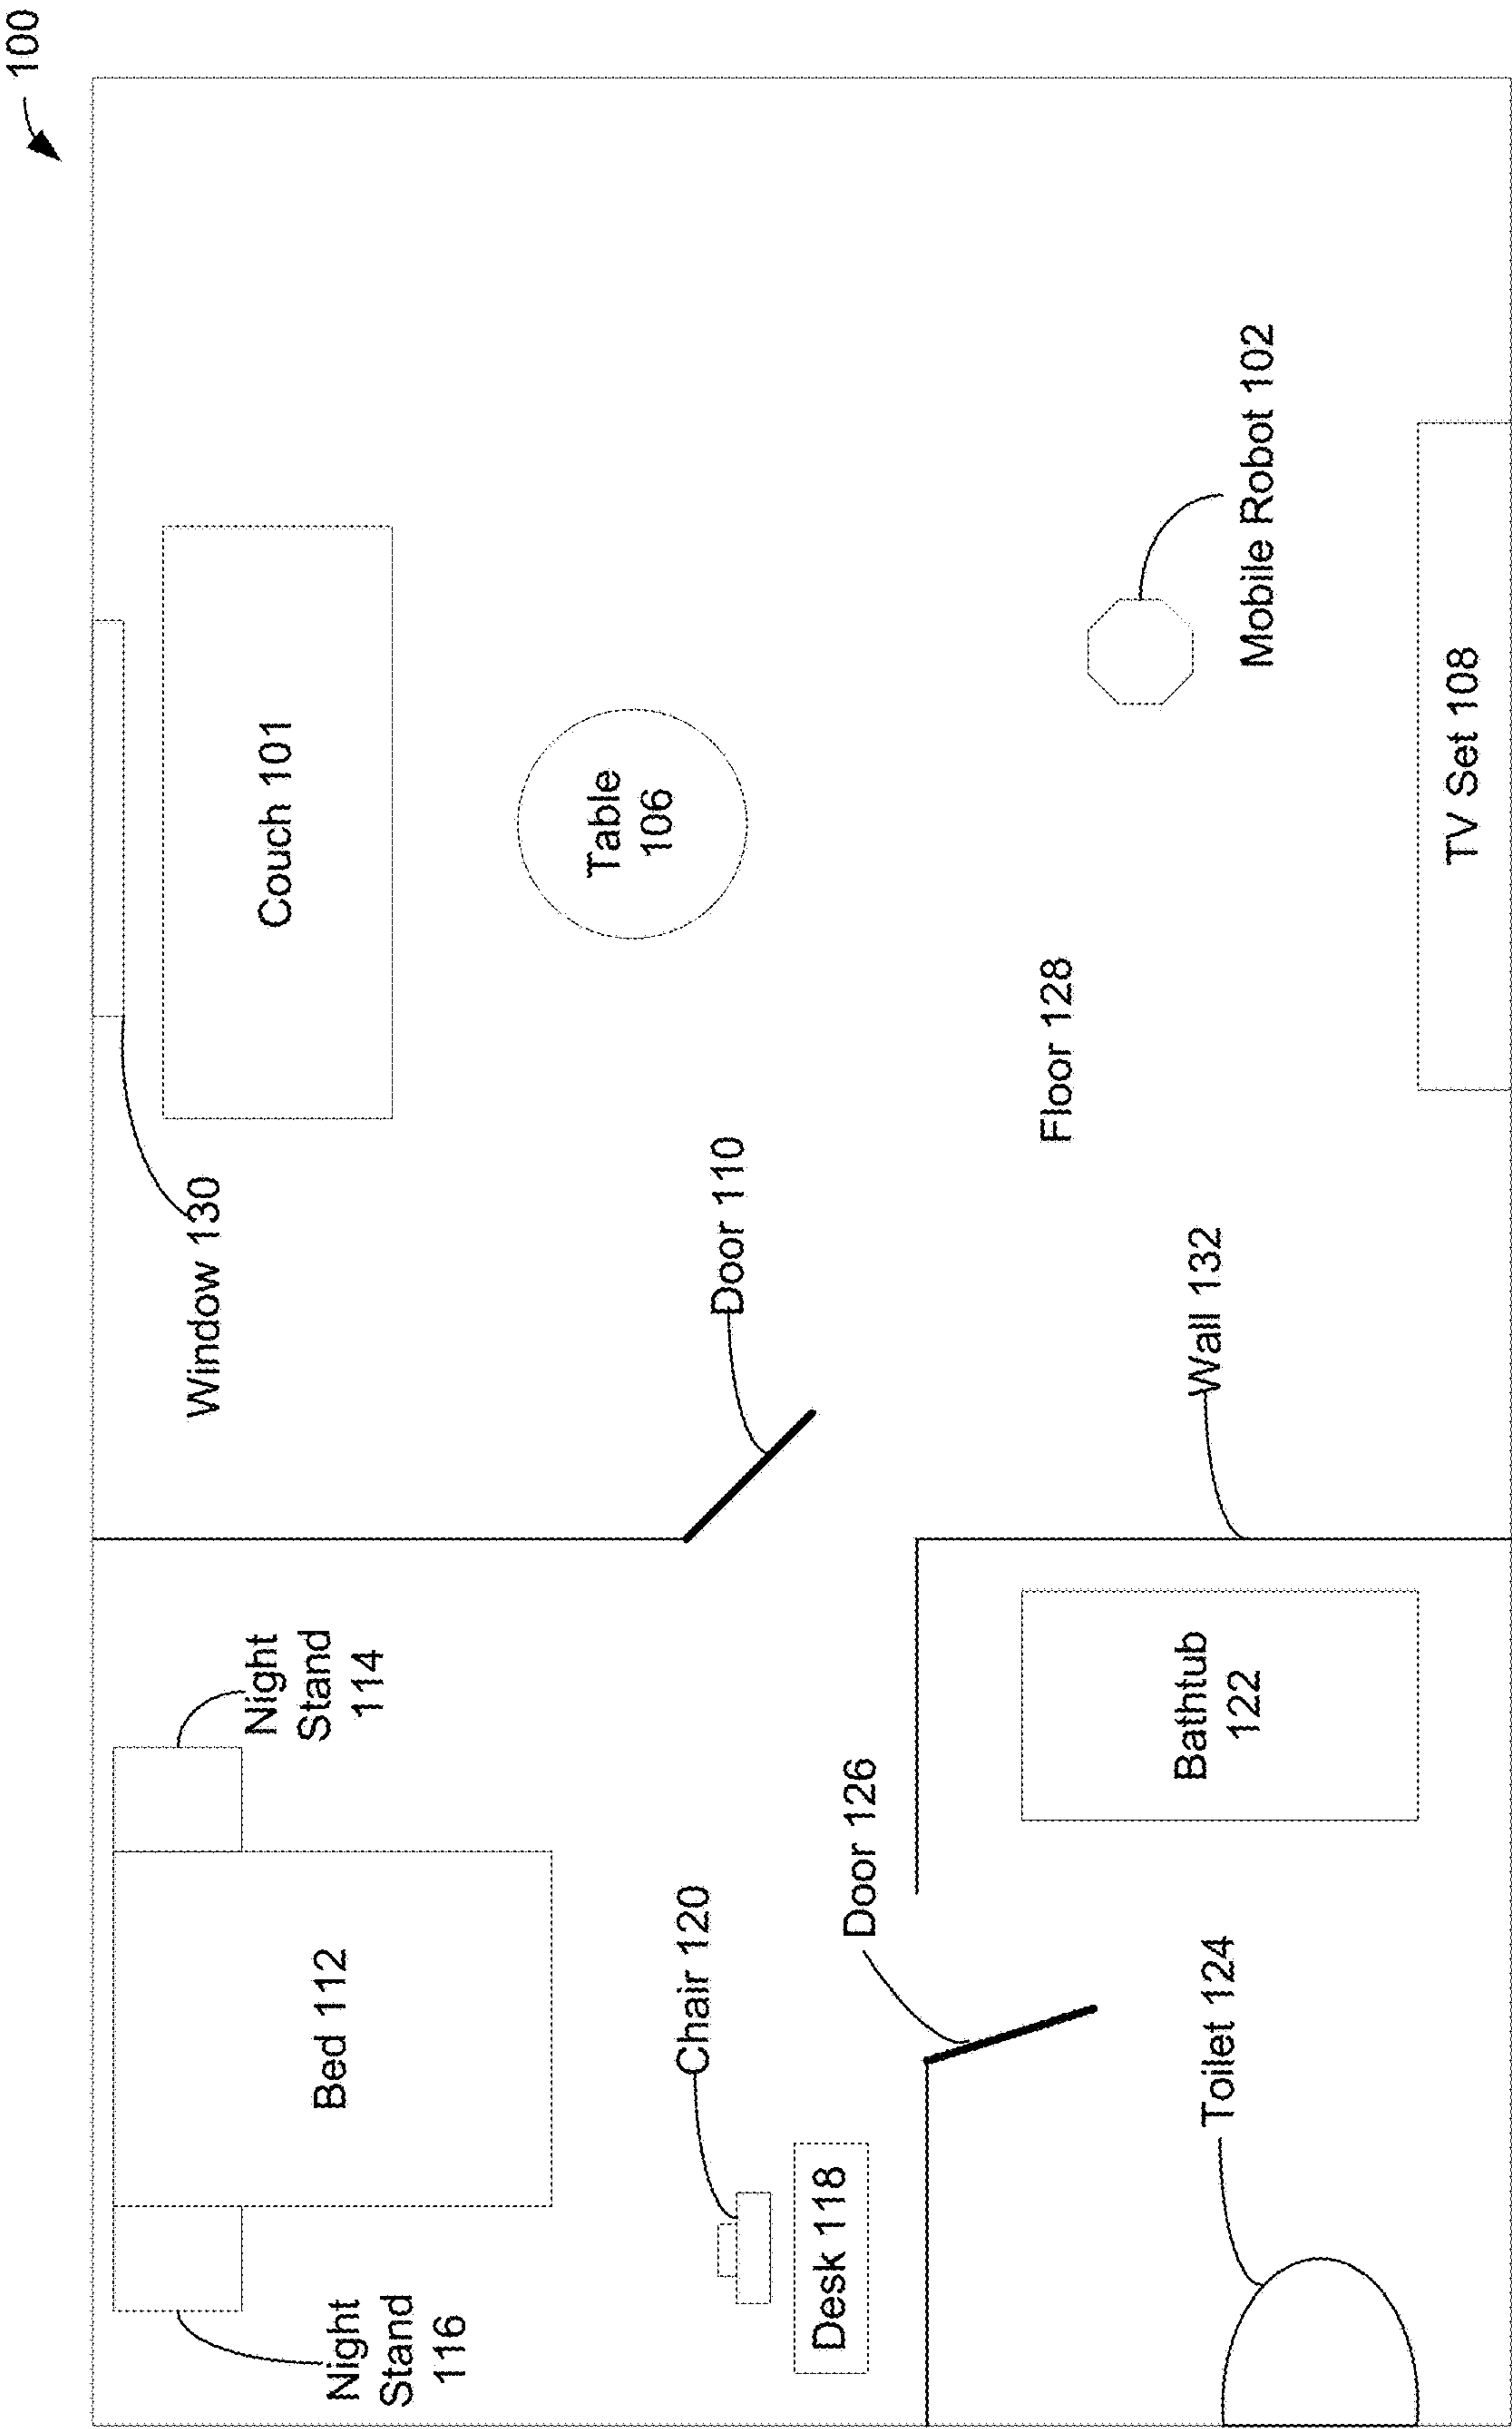 100
Night
Stand
116
Bed 112
Night
Stand
114
Window 130
Couch 101
Chair 120
Desk 118
Door 126
Door 110
Table
106
Toilet 124
Bathtub
122
Wall 132
Floor 128
Mobile Robot 102
TV Set 108